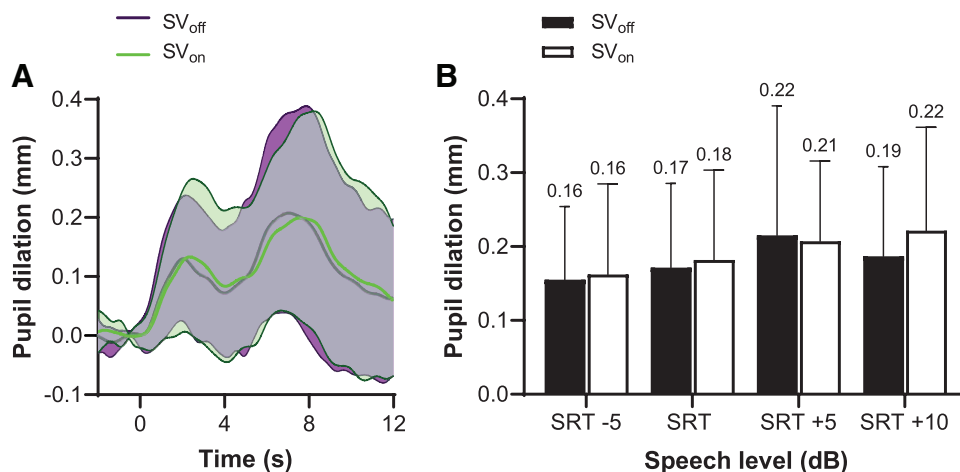 SVoff
SVon
A
Pupil dilation (mm)
0.4
0.3
0.2
0.1
0.0
-0.1
0 4 8 12
Time (s)
SVoff
SVon
B
Pupil dilation (mm)
0.4
0.3
0.2
0.1
0.0
0.16 0.16 0.17 0.18 0.22 0.21 0.19 0.22
SRT -5 SRT SRT +5 SRT +10
Speech level (dB)